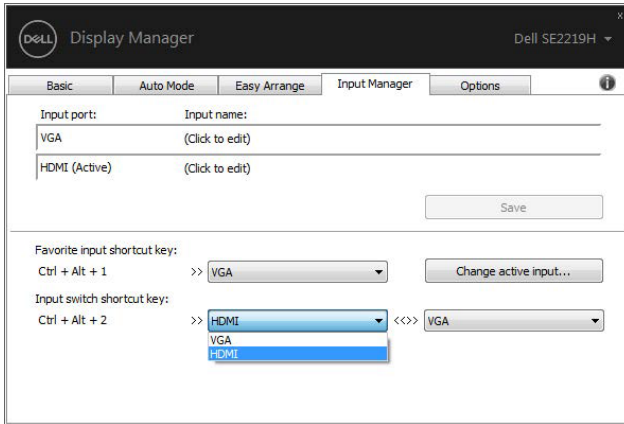 x
DELL Display Manager Dell SE2219H
Basic Auto Mode Easy Arrange Input Manager Options i
Input port: Input name:
VGA (Click to edit)
HDMI (Active) (Click to edit)
Save
Favorite input shortcut key:
Ctrl + Alt + 1 >> VGA Change active input...
Input switch shortcut key:
Ctrl + Alt + 2 >> HDMI <<>> VGA
VGA
HDMI